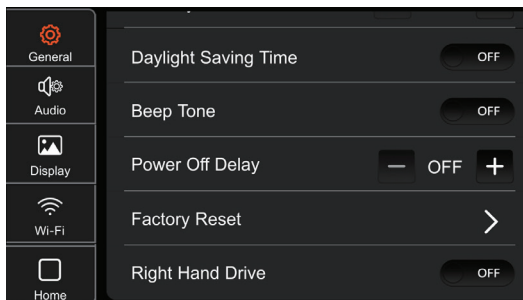 General
Audio
Display
Wi-Fi
Home
Daylight Saving Time OFF
Beep Tone OFF
Power Off Delay − OFF +
Factory Reset
Right Hand Drive OFF